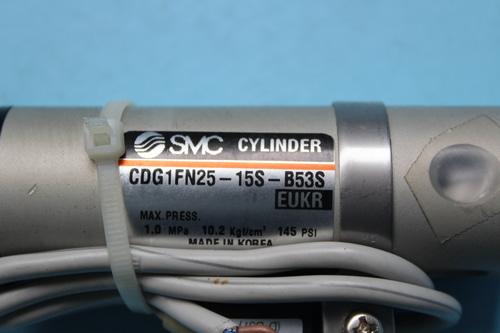 SMC CYLINDER
CDG1FN25-15S-B53S
EUKR
MAX.PRESS.
1.0 MPa 10.2 Kgf/cm² 145 PSI
MADE IN KOREA